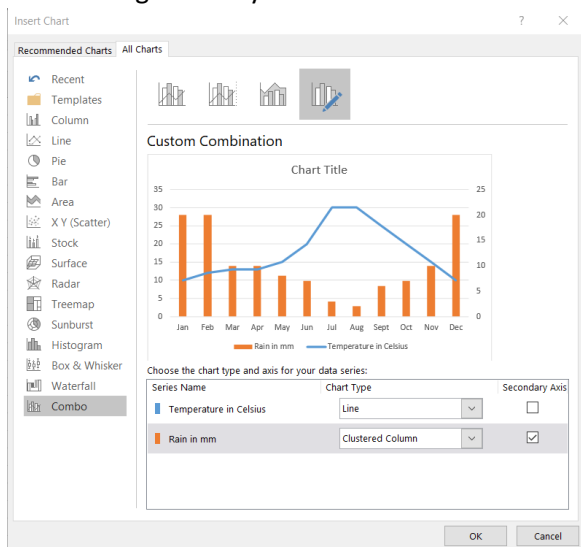 Insert Chart ? ×
Recommended Charts All Charts
Recent
Templates
Column
Line
Pie
Bar
Area
X Y (Scatter)
Stock
Surface
Radar
Treemap
Sunburst
Histogram
Box & Whisker
Waterfall
Combo
Custom Combination
Chart Title
35
30
25
20
15
10
5
0
25
20
15
10
5
0
Jan Feb Mar Apr May Jun Jul Aug Sept Oct Nov Dec
Rain in mm Temperature in Celsius
Choose the chart type and axis for your data series:
Series Name Chart Type Secondary Axis
Temperature in Celsius Line
Rain in mm Clustered Column
OK Cancel